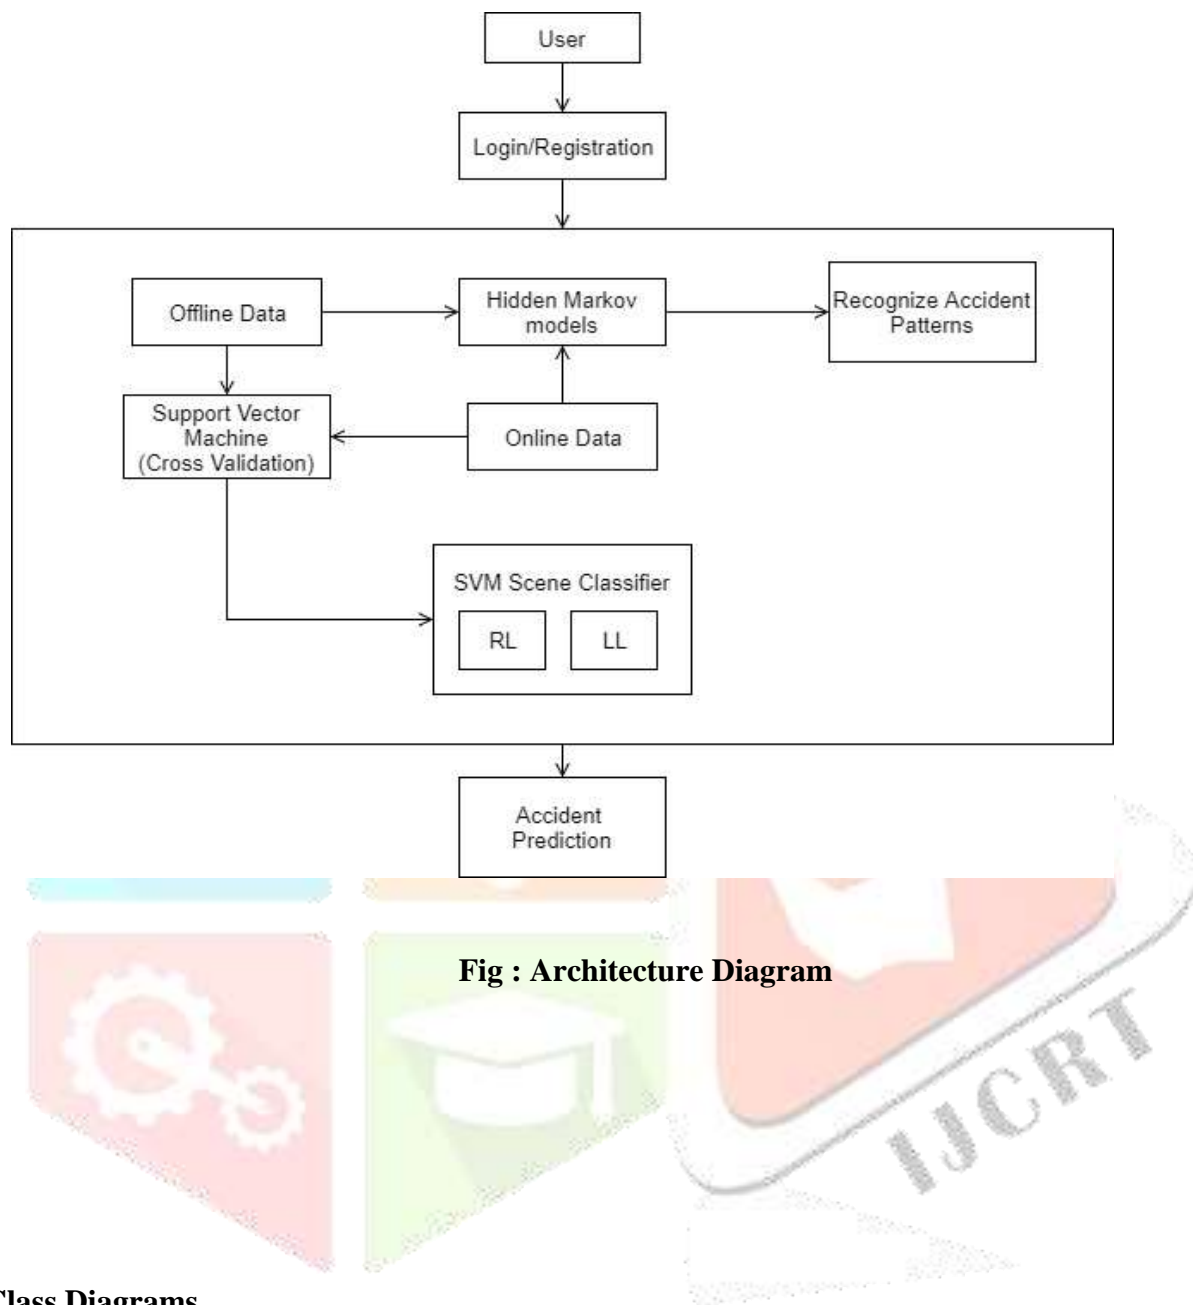 User
Login/Registration
Offline Data
Hidden Markov
models
Recognize Accident
Patterns
Support Vector
Machine
(Cross Validation)
Online Data
SVM Scene Classifier
RL
LL
Accident
Prediction
Fig : Architecture Diagram
IJCRT
Class Diagrams